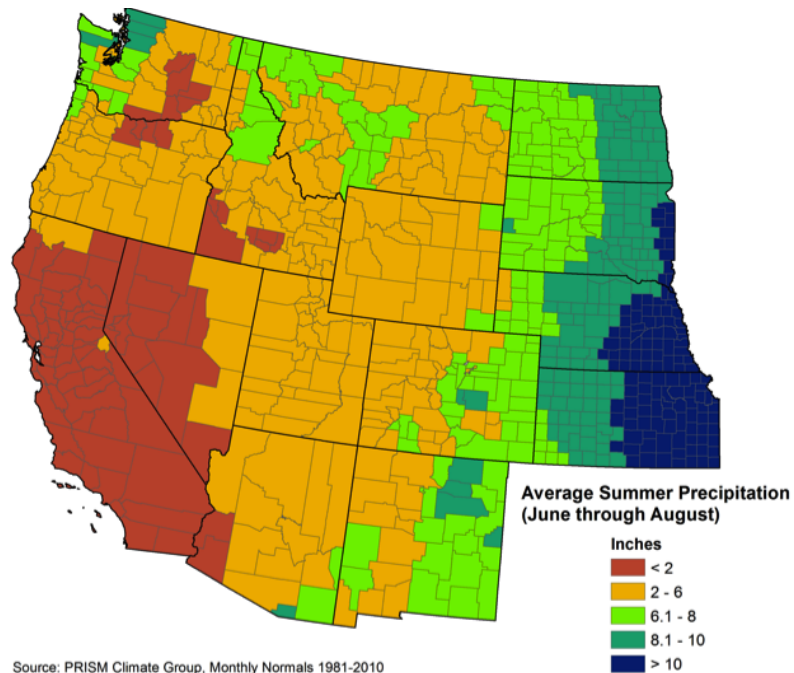 Average Summer Precipitation
(June through August)
Inches
< 2
2 - 6
6.1 - 8
8.1 - 10
> 10
Source: PRISM Climate Group, Monthly Normals 1981-2010